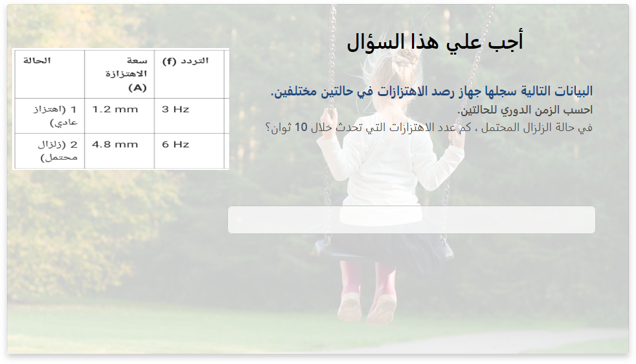 أجب علي هذا السؤال
البيانات التالية سجلها جهاز رصد الاهتزازات في حالتين مختلفين.
احسب الزمن الدوري للحالتين.
في حالة الزلزال المحتمل ، كم عدد الاهتزازات التي تحدث خلال 10 ثوان؟
التردد (f) سعة الاهتزازة (A) الحالة
3 Hz 1.2 mm 1 (اهتزاز عادي)
6 Hz 4.8 mm 2 (زلزال محتمل)